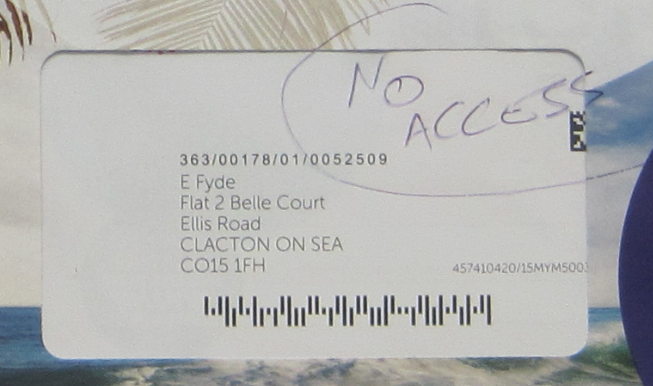 NO
ACCESS
363/00178/01/0052509
E Fyde
Flat 2 Belle Court
Ellis Road
CLACTON ON SEA
CO15 1FH
457410420/15MYM5003